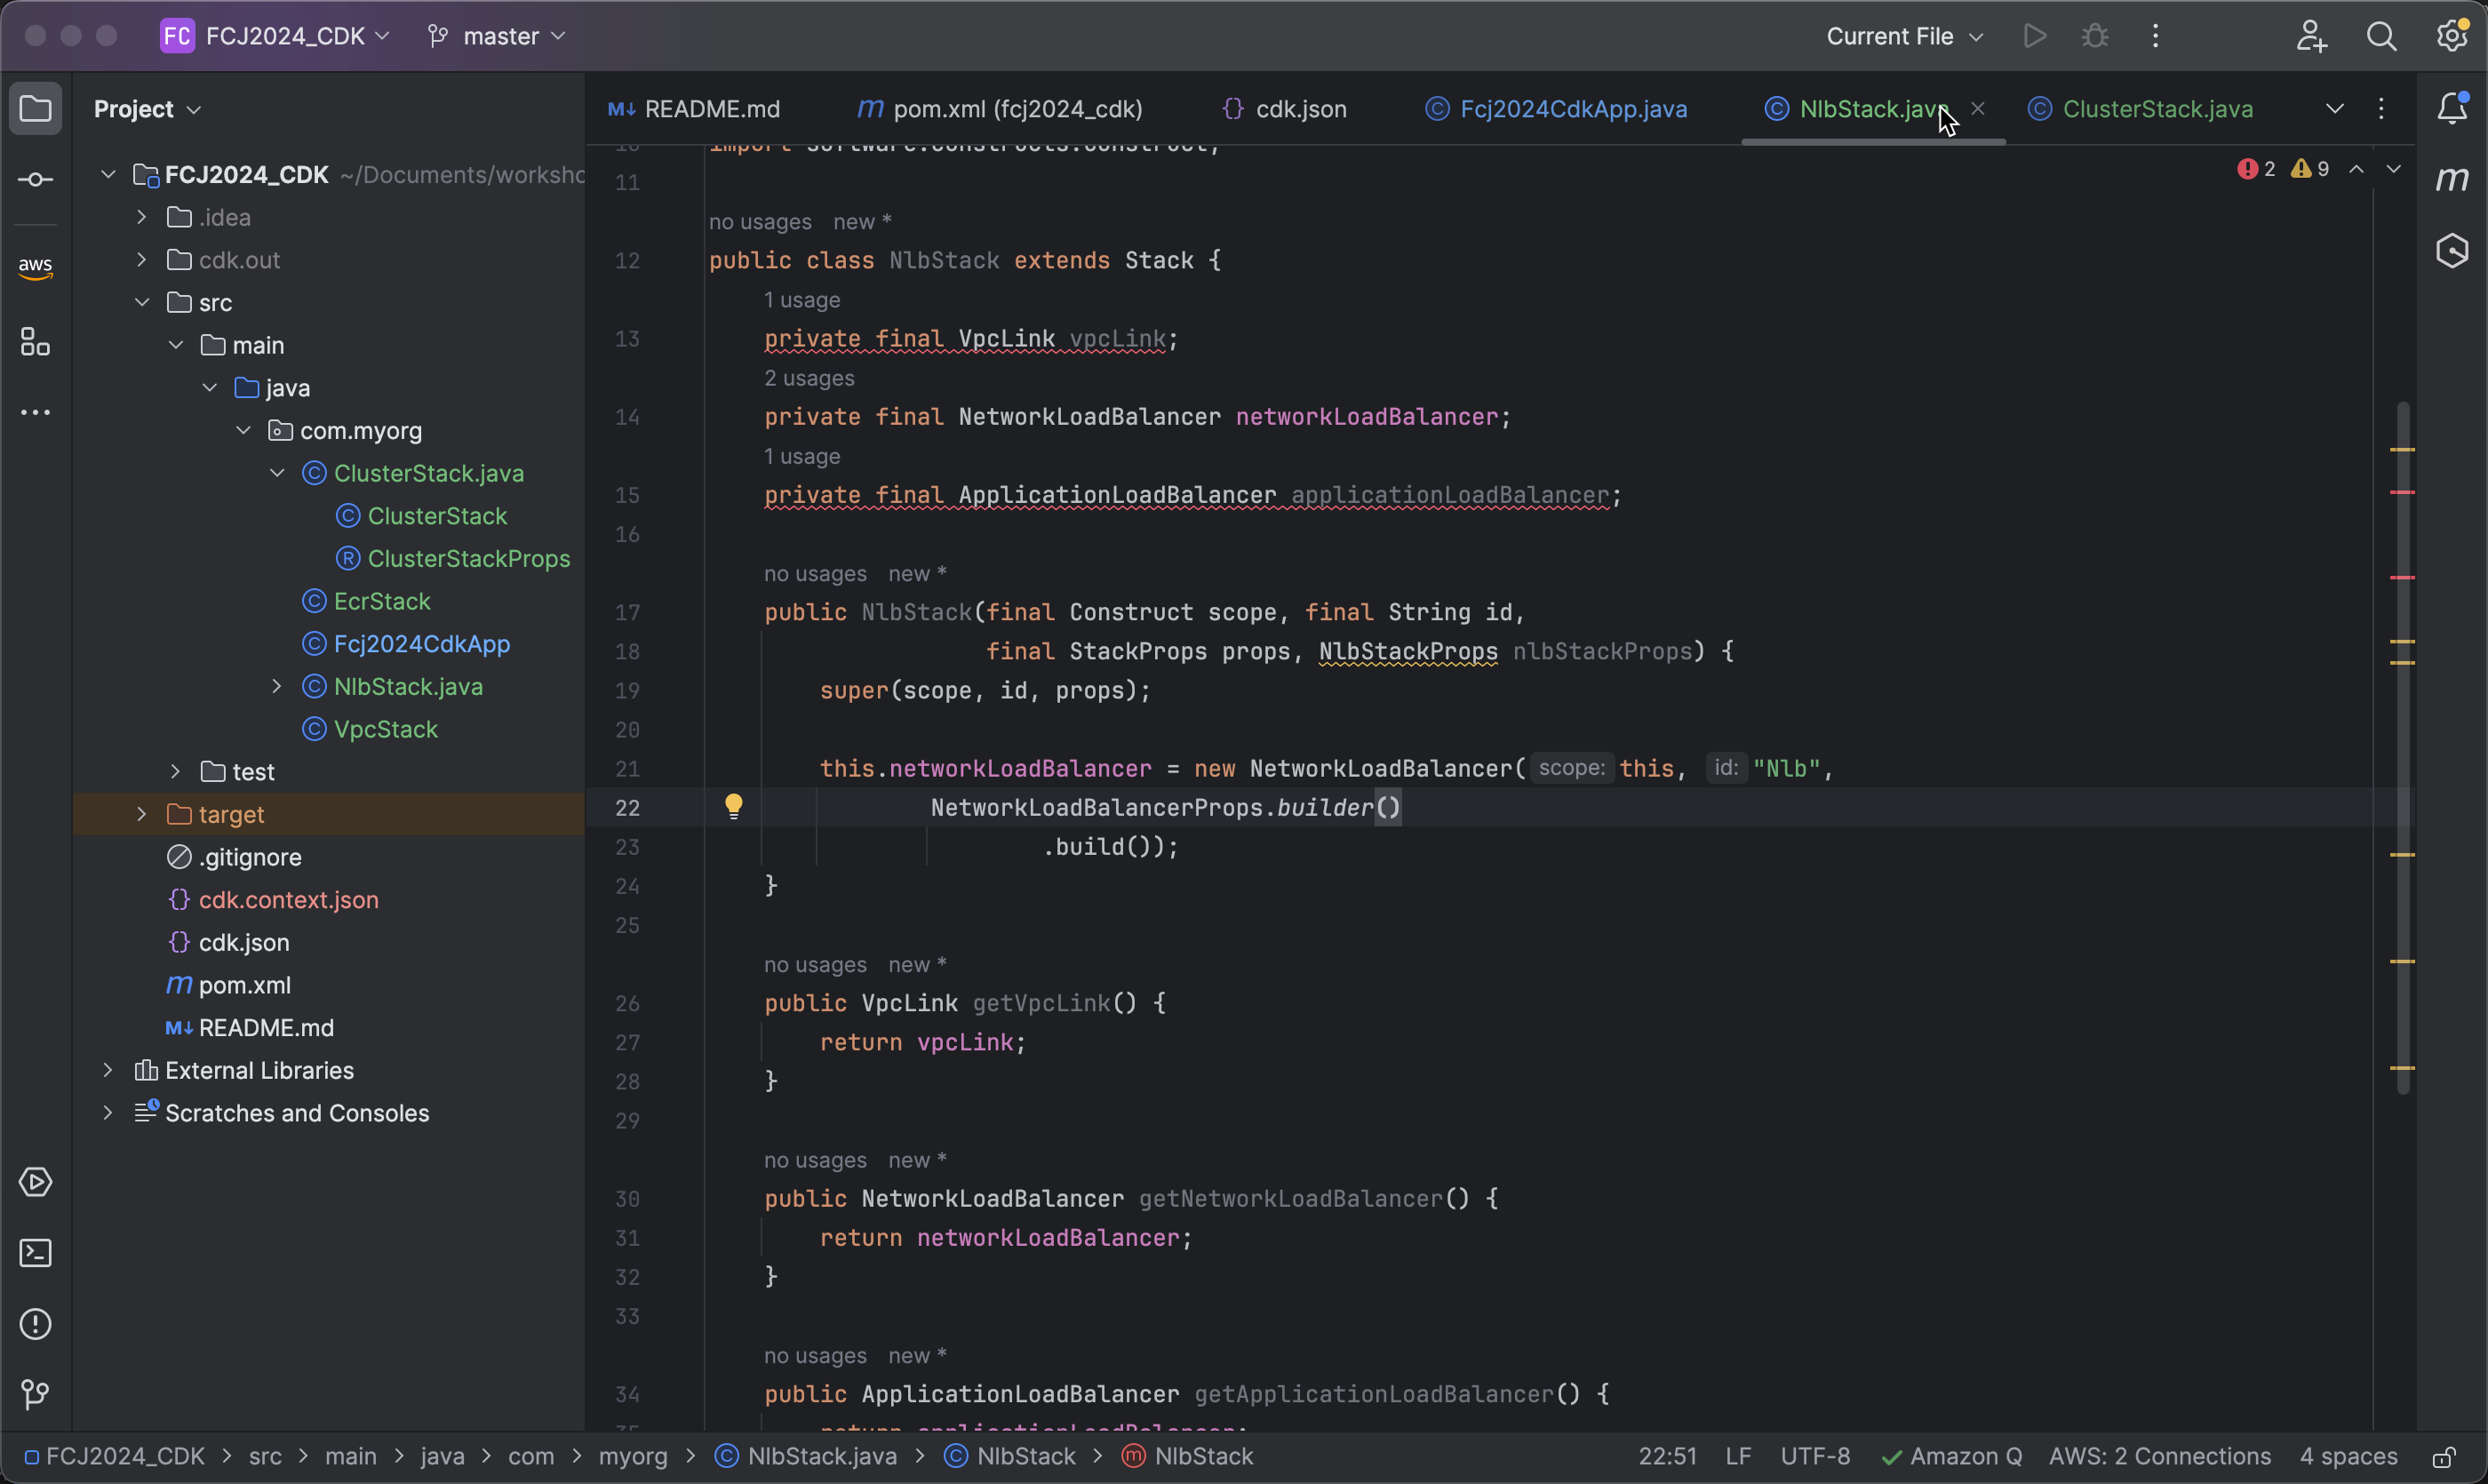 FC FCJ2024_CDK master Current File
Project
README.md pom.xml (fcj2024_cdk) cdk.json Fcj2024CdkApp.java NlbStack.java ClusterStack.java
FCJ2024_CDK ~/Documents/worksho
.idea
cdk.out
aws
src
main
java
com.myorg
ClusterStack.java
ClusterStack
ClusterStackProps
EcrStack
Fcj2024CdkApp
NlbStack.java
VpcStack
test
target
.gitignore
cdk.context.json
cdk.json
pom.xml
README.md
External Libraries
Scratches and Consoles
2 9
10 import software.constructs.Construct;
11
no usages new *
12 public class NlbStack extends Stack {
1 usage
13 private final VpcLink vpcLink;
2 usages
14 private final NetworkLoadBalancer networkLoadBalancer;
1 usage
15 private final ApplicationLoadBalancer applicationLoadBalancer;
16
no usages new *
17 public NlbStack(final Construct scope, final String id,
18 final StackProps props, NlbStackProps nlbStackProps) {
19 super(scope, id, props);
20
21 this.networkLoadBalancer = new NetworkLoadBalancer( scope: this, id: "Nlb",
22 NetworkLoadBalancerProps.builder()
23 .build());
24 }
25
no usages new *
26 public VpcLink getVpcLink() {
27 return vpcLink;
28 }
29
no usages new *
30 public NetworkLoadBalancer getNetworkLoadBalancer() {
31 return networkLoadBalancer;
32 }
33
no usages new *
34 public ApplicationLoadBalancer getApplicationLoadBalancer() {
35 return applicationLoadBalancer;
FCJ2024_CDK > src > main > java > com > myorg > NlbStack.java > NlbStack > NlbStack 22:51 LF UTF-8 Amazon Q AWS: 2 Connections 4 spaces